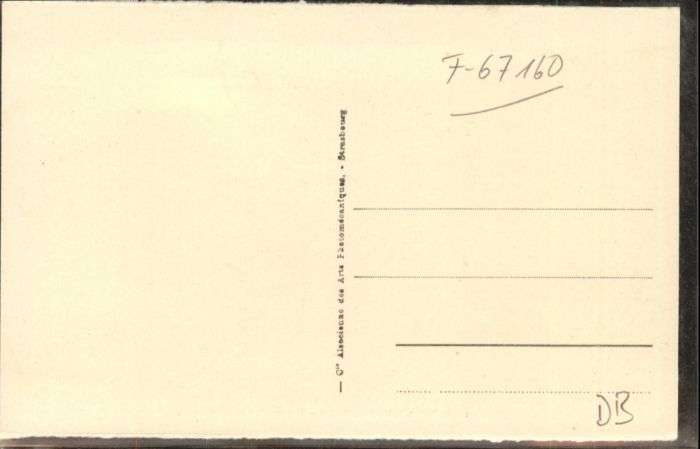 F-67160
— Cie Alsacienne des Arts Photomécaniques. - Strasbourg
DB